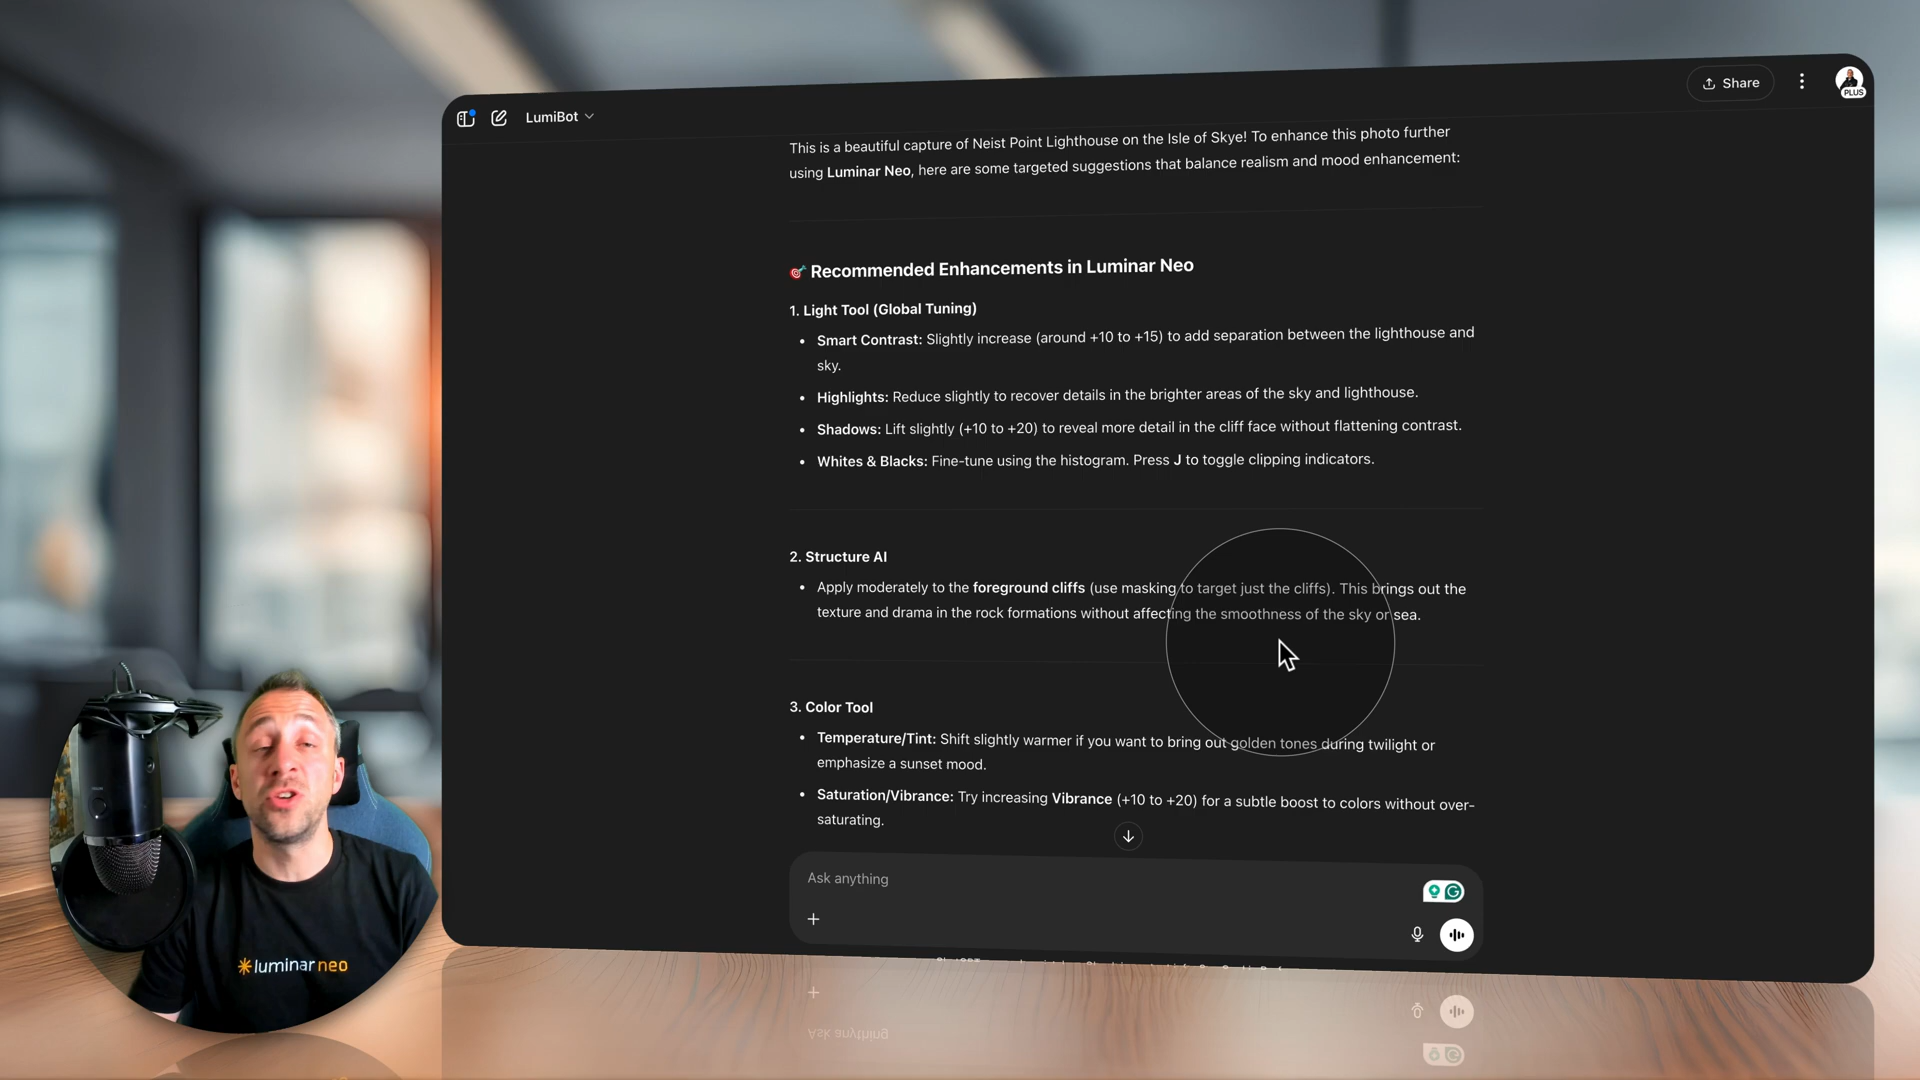 LumiBot
Share
PLUS
This is a beautiful capture of Neist Point Lighthouse on the Isle of Skye! To enhance this photo further
using Luminar Neo, here are some targeted suggestions that balance realism and mood enhancement:
Recommended Enhancements in Luminar Neo
1. Light Tool (Global Tuning)
• Smart Contrast: Slightly increase (around +10 to +15) to add separation between the lighthouse and
sky.
• Highlights: Reduce slightly to recover details in the brighter areas of the sky and lighthouse.
• Shadows: Lift slightly (+10 to +20) to reveal more detail in the cliff face without flattening contrast.
• Whites & Blacks: Fine-tune using the histogram. Press J to toggle clipping indicators.
2. Structure AI
• Apply moderately to the foreground cliffs (use masking to target just the cliffs). This brings out the
texture and drama in the rock formations without affecting the smoothness of the sky or sea.
3. Color Tool
• Temperature/Tint: Shift slightly warmer if you want to bring out golden tones during twilight or
emphasize a sunset mood.
• Saturation/Vibrance: Try increasing Vibrance (+10 to +20) for a subtle boost to colors without over-
saturating.
Ask anything
luminar neo
Ask anything